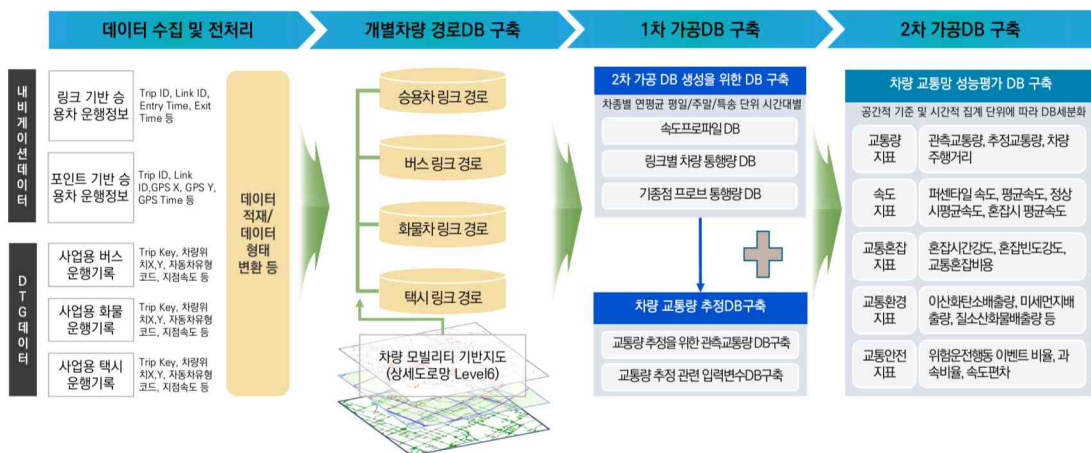 데이터 수집 및 전처리
개별차량 경로DB 구축
1차 가공DB 구축
2차 가공DB 구축
내비게이션데이터
링크 기반 승
용차 운행정보
Trip ID, Link ID,
Entry Time, Exit
Time 등
포인트 기반 승
용차 운행정보
Trip ID, Link
ID,GPS X, GPS Y,
GPS Time 등
DTG데이터
사업용 버스
운행기록
Trip Key, 차량위
치X,Y, 자동차유형
코드, 지점속도 등
사업용 화물
운행기록
Trip Key, 차량위
치X,Y, 자동차유형
코드, 지점속도 등
사업용 택시
운행기록
Trip Key, 차량위
치X,Y, 자동차유형
코드, 지점속도 등
데이터
적재/
데이터
형태
변환 등
승용차 링크 경로
버스 링크 경로
화물차 링크 경로
택시 링크 경로
차량 모빌리티 기반지도
(상세도로망 Level6)
2차 가공 DB 생성을 위한 DB 구축
차종별 연평균 평일/주말/특송 단위 시간대별
속도프로파일 DB
링크별 차량 통행량 DB
기종점 프로브 통행량 DB
차량 교통량 추정DB구축
교통량 추정을 위한 관측교통량 DB구축
교통량 추정 관련 입력변수DB구축
차량 교통망 성능평가 DB 구축
공간적 기준 및 시간적 집계 단위에 따라 DB세분화
교통량
지표
관측교통량, 추정교통량, 차량
주행거리
속도
지표
퍼센타일 속도, 평균속도, 정상
시평균속도, 혼잡시 평균속도
교통혼잡
지표
혼잡시간강도, 혼잡빈도강도,
교통혼잡비용
교통환경
지표
이산화탄소배출량, 미세먼지배
출량, 질소산화물배출량 등
교통안전
지표
위험운전행동 이벤트 비율, 과
속비율, 속도편차